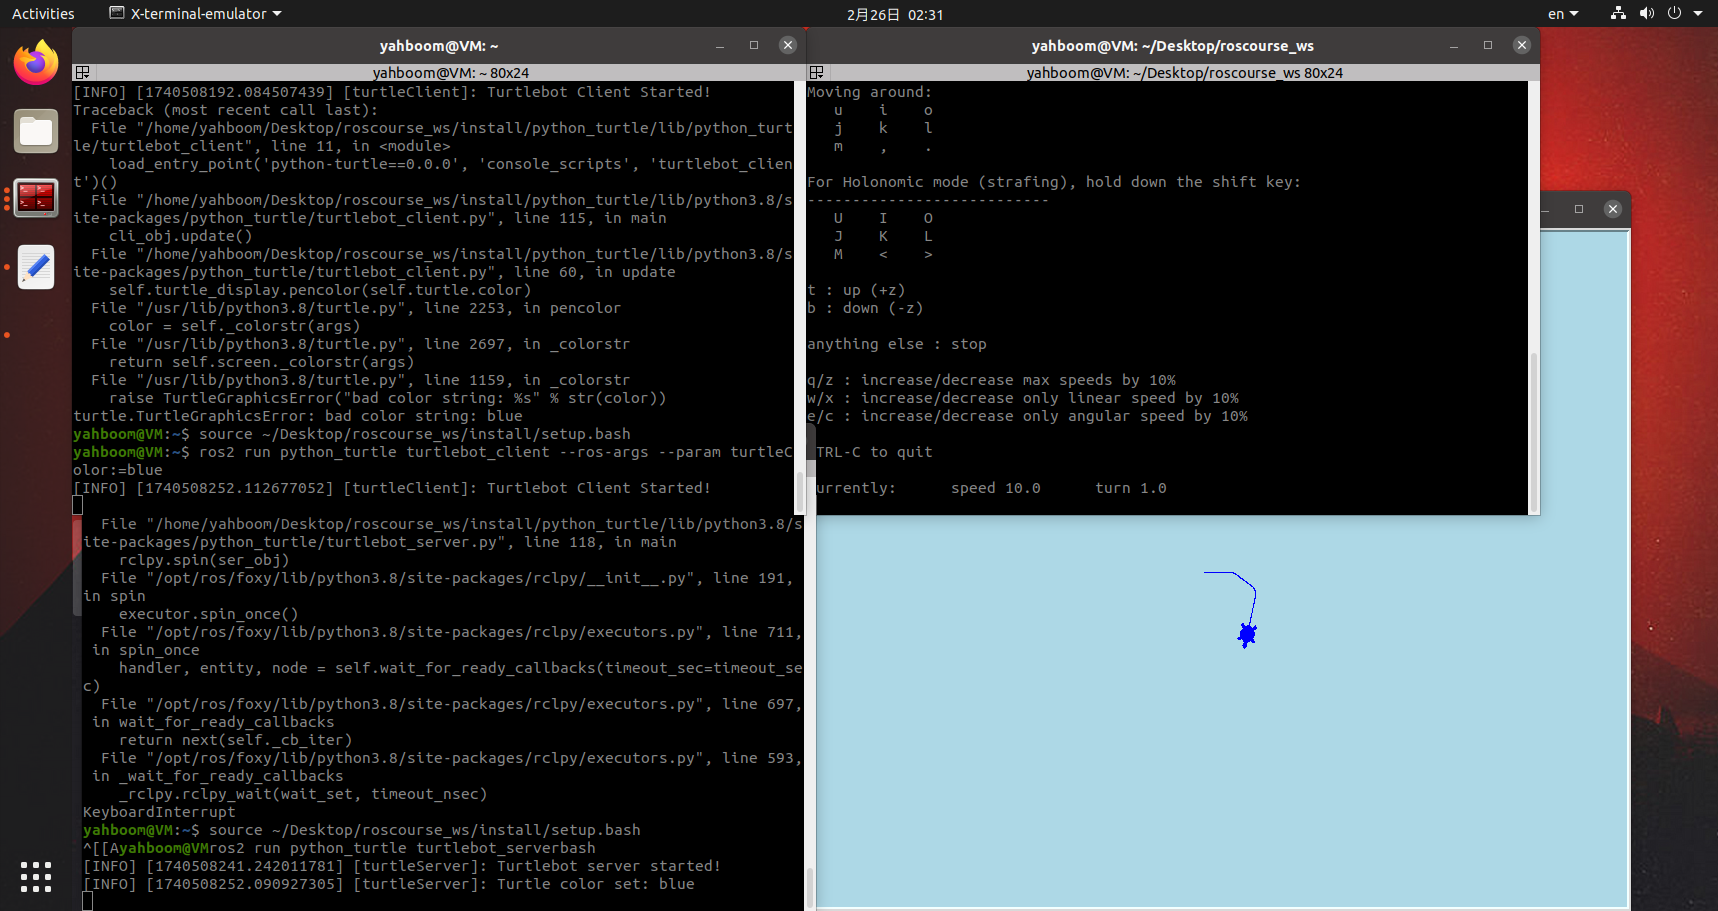 Activities
X-terminal-emulator
2月26日 02:31
en
yahboom@VM: ~
yahboom@VM: ~ 80x24
[INFO] [1740508192.084507439] [turtleClient]: Turtlebot Client Started!
Traceback (most recent call last):
  File "/home/yahboom/Desktop/roscourse_ws/install/python_turtle/lib/python_turt
le/turtlebot_client", line 11, in <module>
    load_entry_point('python-turtle==0.0.0', 'console_scripts', 'turtlebot_clien
t')()
  File "/home/yahboom/Desktop/roscourse_ws/install/python_turtle/lib/python3.8/s
ite-packages/python_turtle/turtlebot_client.py", line 115, in main
    cli_obj.update()
  File "/home/yahboom/Desktop/roscourse_ws/install/python_turtle/lib/python3.8/s
ite-packages/python_turtle/turtlebot_client.py", line 60, in update
    self.turtle_display.pencolor(self.turtle.color)
  File "/usr/lib/python3.8/turtle.py", line 2253, in pencolor
    color = self._colorstr(args)
  File "/usr/lib/python3.8/turtle.py", line 2697, in _colorstr
    return self.screen._colorstr(args)
  File "/usr/lib/python3.8/turtle.py", line 1159, in _colorstr
    raise TurtleGraphicsError("bad color string: %s" % str(color))
turtle.TurtleGraphicsError: bad color string: blue
yahboom@VM:~$ source ~/Desktop/roscourse_ws/install/setup.bash
yahboom@VM:~$ ros2 run python_turtle turtlebot_client --ros-args --param turtleC
olor:=blue
[INFO] [1740508252.112677052] [turtleClient]: Turtlebot Client Started!
  File "/home/yahboom/Desktop/roscourse_ws/install/python_turtle/lib/python3.8/s
ite-packages/python_turtle/turtlebot_server.py", line 118, in main
    rclpy.spin(ser_obj)
  File "/opt/ros/foxy/lib/python3.8/site-packages/rclpy/__init__.py", line 191,
in spin
    executor.spin_once()
  File "/opt/ros/foxy/lib/python3.8/site-packages/rclpy/executors.py", line 711,
 in spin_once
    handler, entity, node = self.wait_for_ready_callbacks(timeout_sec=timeout_se
c)
  File "/opt/ros/foxy/lib/python3.8/site-packages/rclpy/executors.py", line 697,
 in wait_for_ready_callbacks
    return next(self._cb_iter)
  File "/opt/ros/foxy/lib/python3.8/site-packages/rclpy/executors.py", line 593,
 in _wait_for_ready_callbacks
    _rclpy.rclpy_wait(wait_set, timeout_nsec)
KeyboardInterrupt
yahboom@VM:~$ source ~/Desktop/roscourse_ws/install/setup.bash
^[[Ayahboom@VMros2 run python_turtle turtlebot_serverbash
[INFO] [1740508241.242011781] [turtleServer]: Turtlebot server started!
[INFO] [1740508252.090927305] [turtleServer]: Turtle color set: blue
yahboom@VM: ~/Desktop/roscourse_ws
yahboom@VM: ~/Desktop/roscourse_ws 80x24
Moving around:
   u    i    o
   j    k    l
   m    ,    .
For Holonomic mode (strafing), hold down the shift key:
---------------------------
   U    I    O
   J    K    L
   M    <    >
t : up (+z)
b : down (-z)
anything else : stop
q/z : increase/decrease max speeds by 10%
w/x : increase/decrease only linear speed by 10%
e/c : increase/decrease only angular speed by 10%
TRL-C to quit
urrently:      speed 10.0      turn 1.0